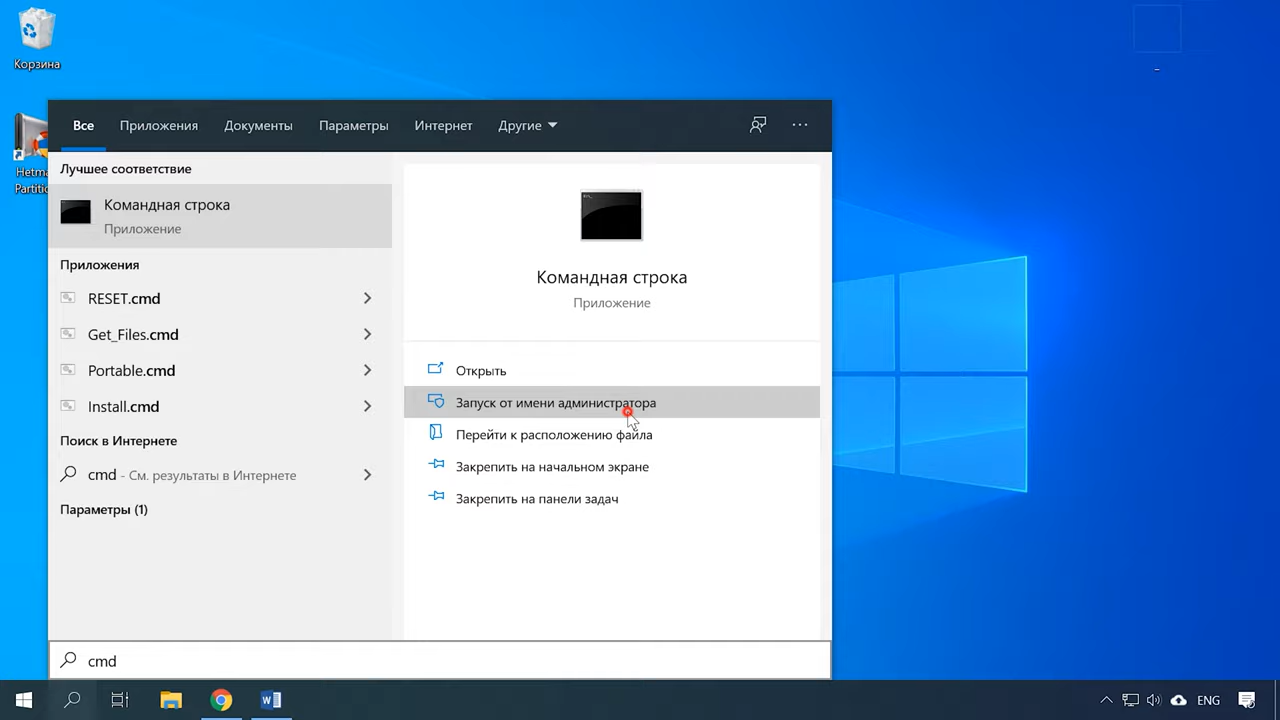 Корзина
Hetma
Partitio
Все Приложения Документы Параметры Интернет Другие
Лучшее соответствие
Командная строка
Приложение
Приложения
RESET.cmd
Get_Files.cmd
Portable.cmd
Install.cmd
Поиск в Интернете
cmd - См. результаты в Интернете
Параметры (1)
Командная строка
Приложение
Открыть
Запуск от имени администратора
Перейти к расположению файла
Закрепить на начальном экране
Закрепить на панели задач
cmd
ENG